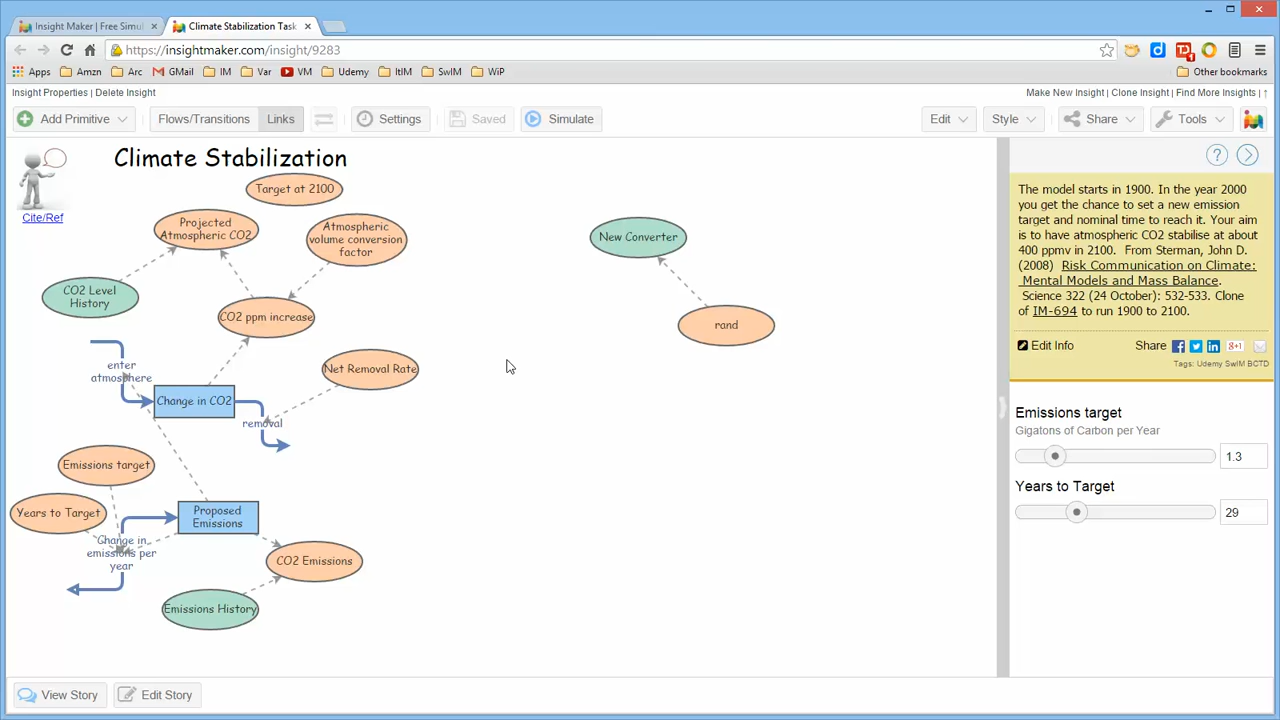 Insight Maker | Free Simu
Climate Stabilization Task
https://insightmaker.com/insight/9283
Apps
Amzn
Arc
GMail
IM
Var
VM
Udemy
ItIM
SwIM
WiP
Other bookmarks
Insight Properties | Delete Insight
Make New Insight | Clone Insight | Find More Insights | ↑
Add Primitive
Flows/Transitions
Links
Settings
Saved
Simulate
Edit
Style
Share
Tools
Climate Stabilization
Cite/Ref
Target at 2100
Projected
Atmospheric CO2
Atmospheric
volume conversion
factor
CO2 Level
History
CO2 ppm increase
enter
atmosphere
Net Removal Rate
Change in CO2
removal
Emissions target
Years to Target
Proposed
Emissions
Change in
emissions per
year
CO2 Emissions
Emissions History
New Converter
rand
The model starts in 1900. In the year 2000
you get the chance to set a new emission
target and nominal time to reach it. Your aim
is to have atmospheric CO2 stabilise at about
400 ppmv in 2100. From Sterman, John D.
(2008) Risk Communication on Climate:
Mental Models and Mass Balance.
Science 322 (24 October): 532-533. Clone
of IM-694 to run 1900 to 2100.
Edit Info
Share
g+1
Tags: Udemy SwIM BCTD
Emissions target
Gigatons of Carbon per Year
1.3
Years to Target
29
View Story
Edit Story